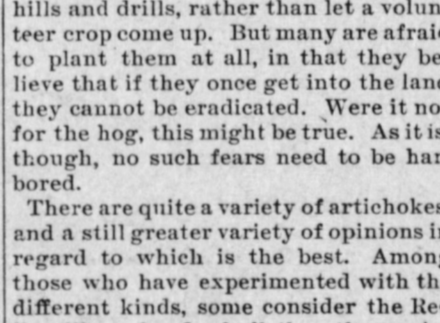 hills and drills, rather than let a volun
teer crop come up. But many are afraid
to plant them at all, in that they be
lieve that if they once get into the land
they cannot be eradicated. Were it no
for the hog, this might be true. As it is
though, no such fears need to be har
bored.
There are quite a variety of artichokes
and a still greater variety of opinions in
regard to which is the best. Among
those who have experimented with th
different kinds, some consider the Re